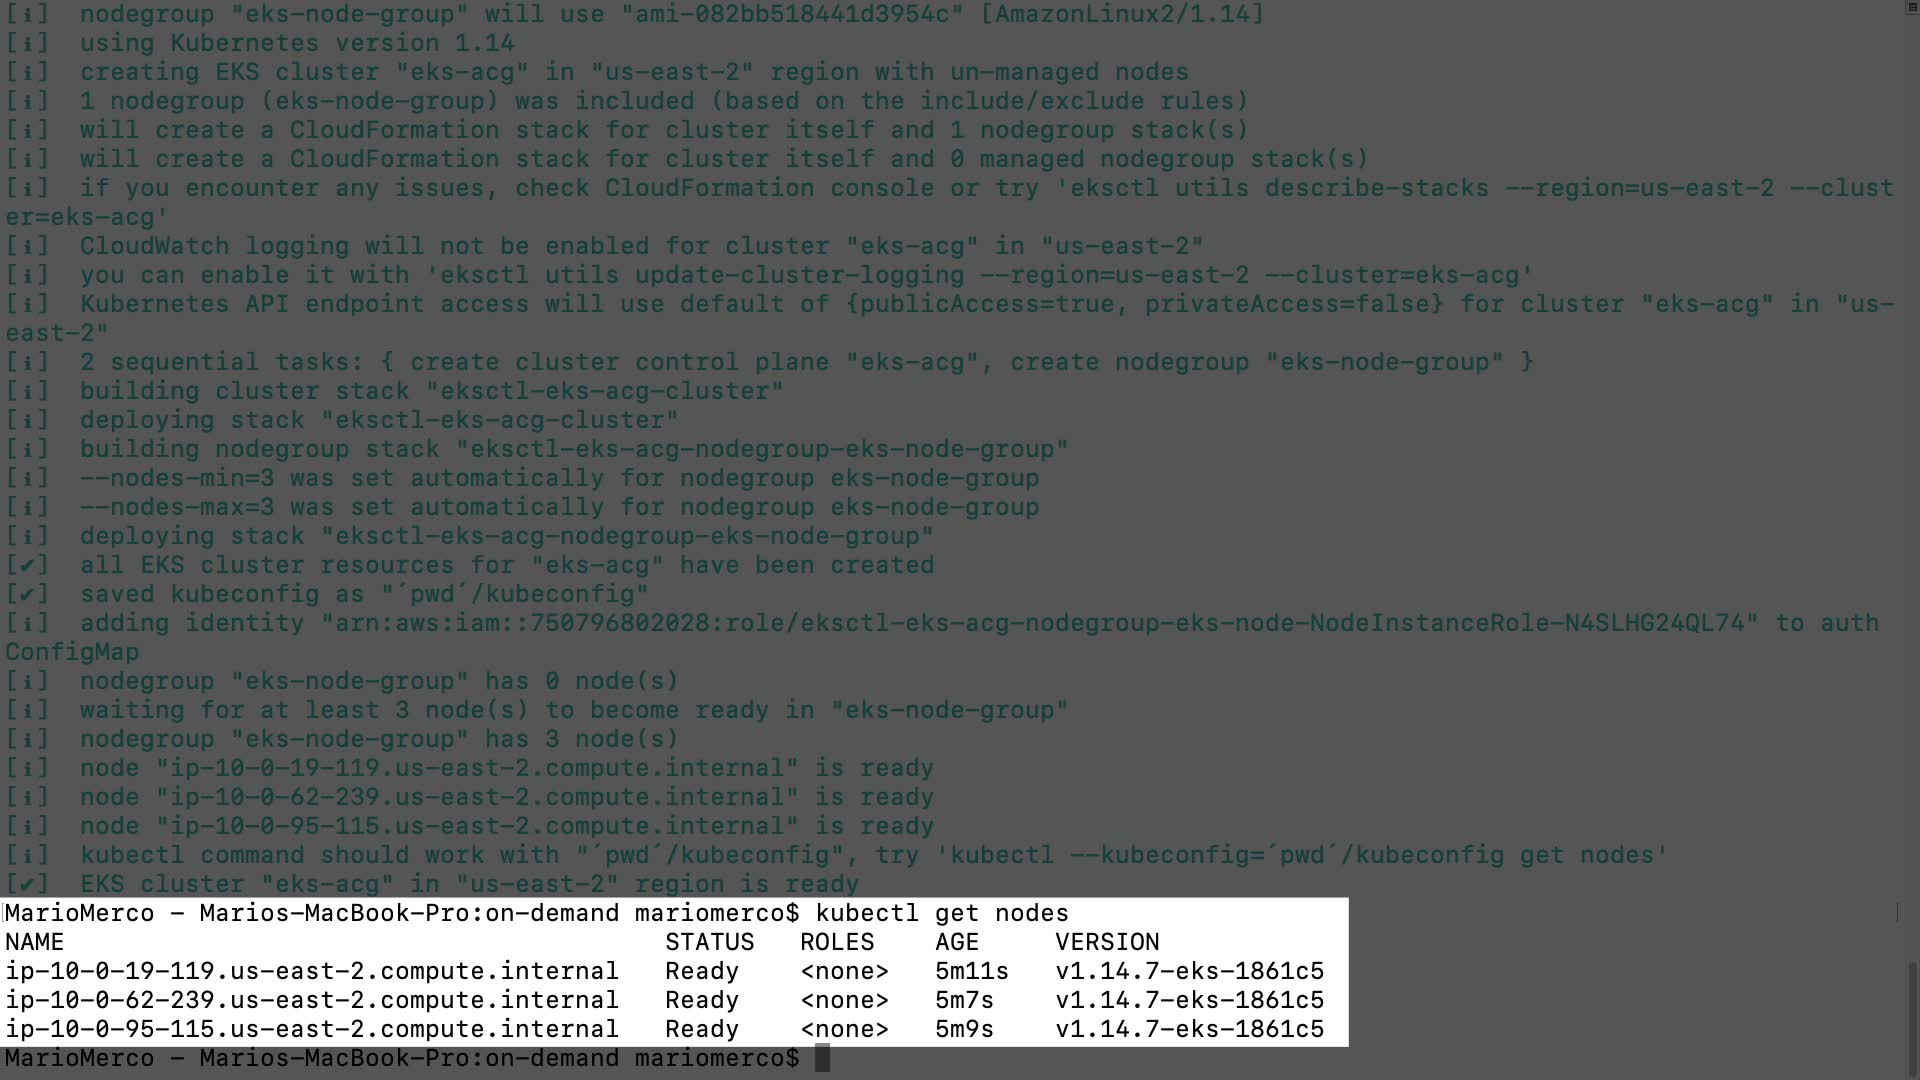 [ℹ]  nodegroup "eks-node-group" will use "ami-082bb518441d3954c" [AmazonLinux2/1.14]
[ℹ]  using Kubernetes version 1.14
[ℹ]  creating EKS cluster "eks-acg" in "us-east-2" region with un-managed nodes
[ℹ]  1 nodegroup (eks-node-group) was included (based on the include/exclude rules)
[ℹ]  will create a CloudFormation stack for cluster itself and 1 nodegroup stack(s)
[ℹ]  will create a CloudFormation stack for cluster itself and 0 managed nodegroup stack(s)
[ℹ]  if you encounter any issues, check CloudFormation console or try 'eksctl utils describe-stacks --region=us-east-2 --clust
er=eks-acg'
[ℹ]  CloudWatch logging will not be enabled for cluster "eks-acg" in "us-east-2"
[ℹ]  you can enable it with 'eksctl utils update-cluster-logging --region=us-east-2 --cluster=eks-acg'
[ℹ]  Kubernetes API endpoint access will use default of {publicAccess=true, privateAccess=false} for cluster "eks-acg" in "us-
east-2"
[ℹ]  2 sequential tasks: { create cluster control plane "eks-acg", create nodegroup "eks-node-group" }
[ℹ]  building cluster stack "eksctl-eks-acg-cluster"
[ℹ]  deploying stack "eksctl-eks-acg-cluster"
[ℹ]  building nodegroup stack "eksctl-eks-acg-nodegroup-eks-node-group"
[ℹ]  --nodes-min=3 was set automatically for nodegroup eks-node-group
[ℹ]  --nodes-max=3 was set automatically for nodegroup eks-node-group
[ℹ]  deploying stack "eksctl-eks-acg-nodegroup-eks-node-group"
[✔]  all EKS cluster resources for "eks-acg" have been created
[✔]  saved kubeconfig as "´pwd´/kubeconfig"
[ℹ]  adding identity "arn:aws:iam::750796802028:role/eksctl-eks-acg-nodegroup-eks-node-NodeInstanceRole-N4SLHG24QL74" to auth
ConfigMap
[ℹ]  nodegroup "eks-node-group" has 0 node(s)
[ℹ]  waiting for at least 3 node(s) to become ready in "eks-node-group"
[ℹ]  nodegroup "eks-node-group" has 3 node(s)
[ℹ]  node "ip-10-0-19-119.us-east-2.compute.internal" is ready
[ℹ]  node "ip-10-0-62-239.us-east-2.compute.internal" is ready
[ℹ]  node "ip-10-0-95-115.us-east-2.compute.internal" is ready
[ℹ]  kubectl command should work with "´pwd´/kubeconfig", try 'kubectl --kubeconfig=´pwd´/kubeconfig get nodes'
[✔]  EKS cluster "eks-acg" in "us-east-2" region is ready
MarioMerco - Marios-MacBook-Pro:on-demand mariomerco$ kubectl get nodes
NAME                                        STATUS   ROLES    AGE     VERSION
ip-10-0-19-119.us-east-2.compute.internal   Ready    <none>   5m11s   v1.14.7-eks-1861c5
ip-10-0-62-239.us-east-2.compute.internal   Ready    <none>   5m7s    v1.14.7-eks-1861c5
ip-10-0-95-115.us-east-2.compute.internal   Ready    <none>   5m9s    v1.14.7-eks-1861c5
MarioMerco - Marios-MacBook-Pro:on-demand mariomerco$